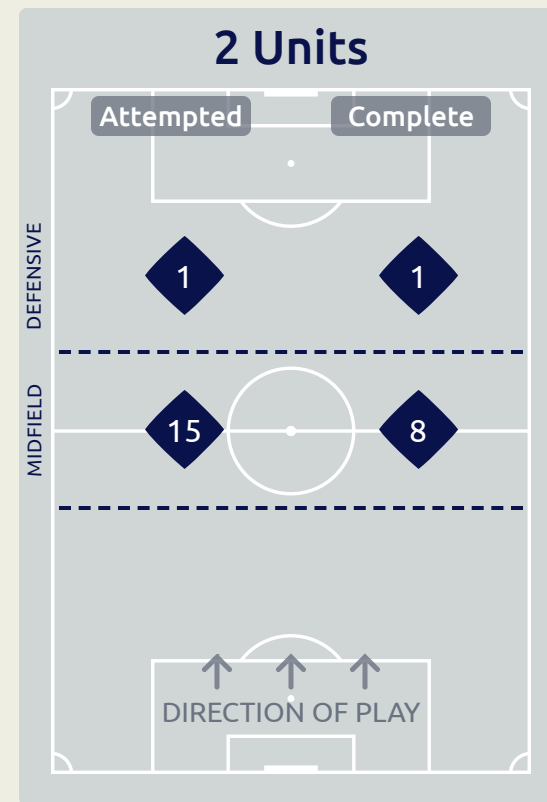 2 Units
Attempted Complete
DEFENSIVE
1 1
MIDFIELD
15 8
DIRECTION OF PLAY